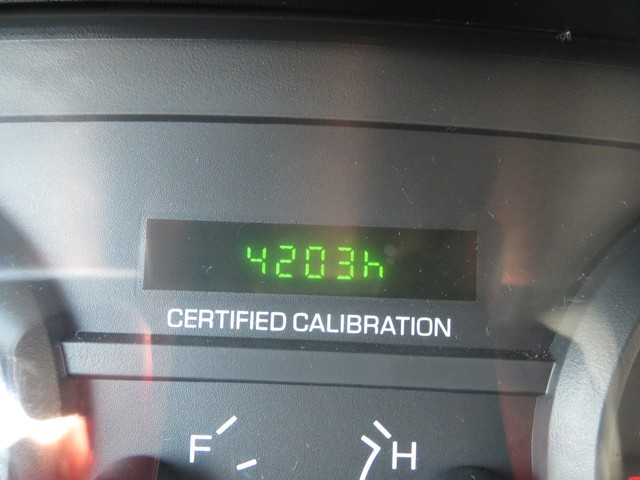 4203h
CERTIFIED CALIBRATION
F H